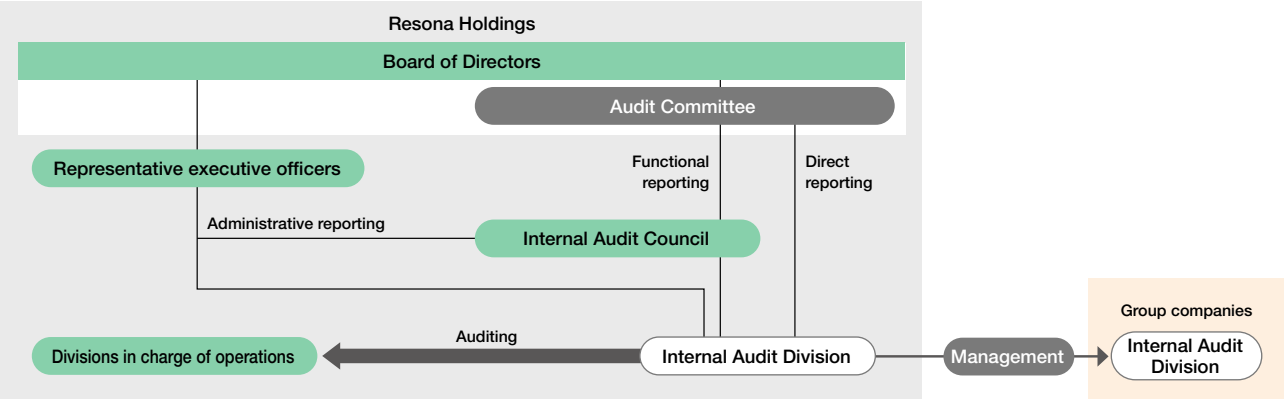 Resona Holdings
Board of Directors
Audit Committee
Representative executive officers
Functional
reporting
Direct
reporting
Administrative reporting
Internal Audit Council
Auditing
Divisions in charge of operations
Internal Audit Division
Management
Group companies
Internal Audit
Division